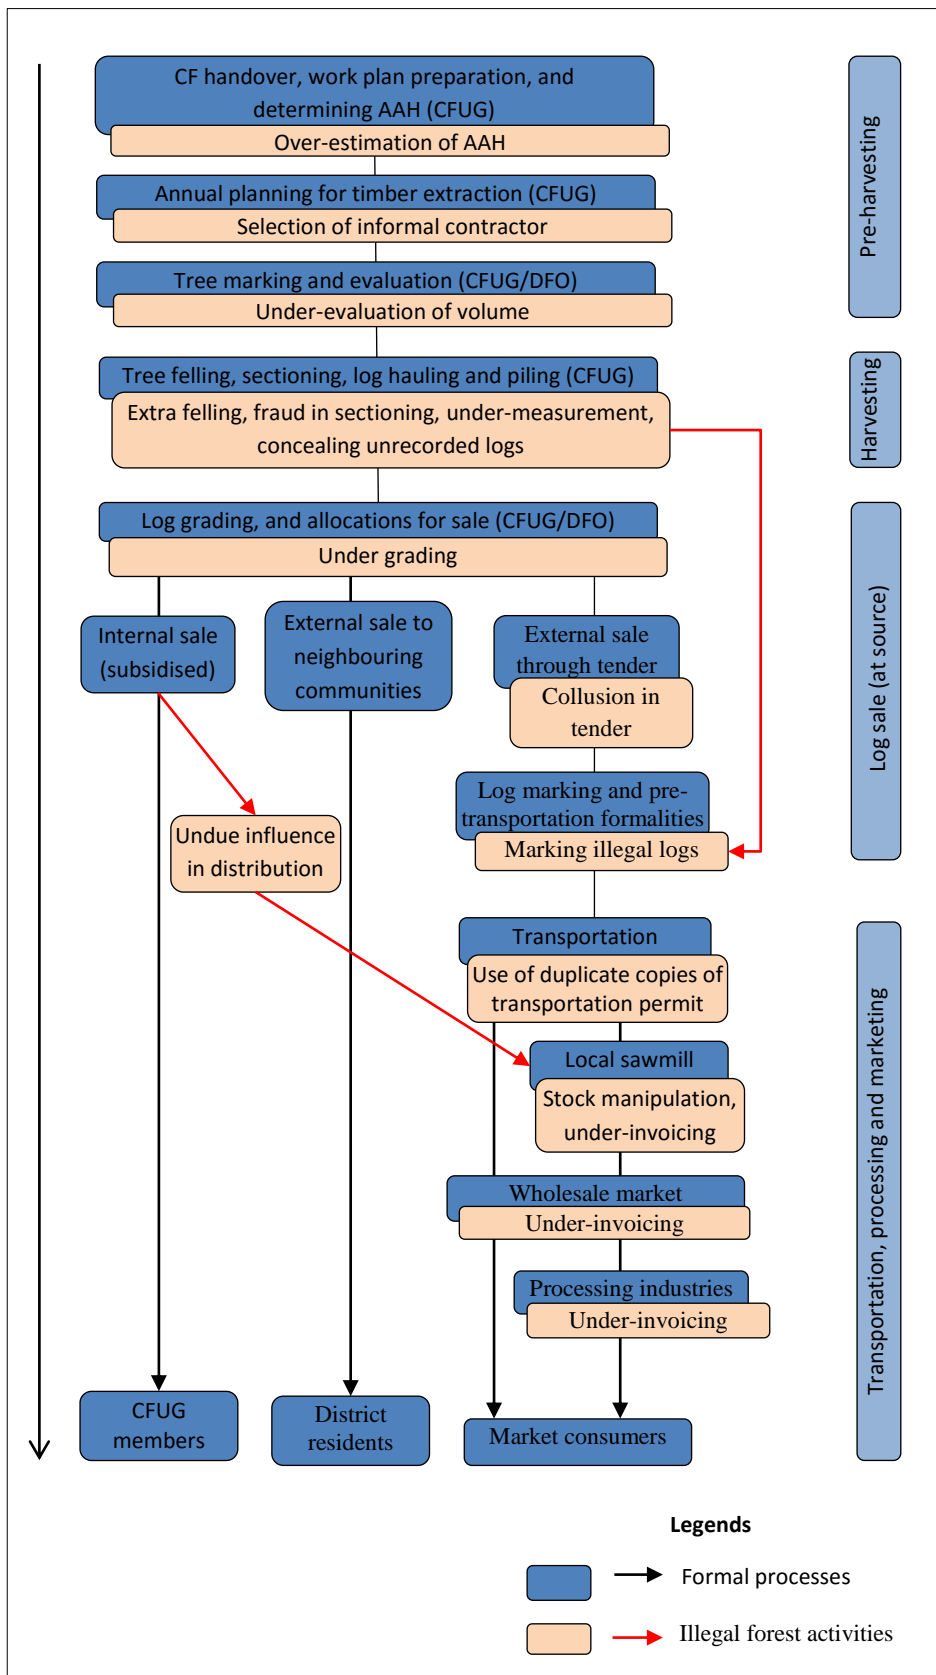 CF handover, work plan preparation, and
determining AAH (CFUG)
Over-estimation of AAH
Annual planning for timber extraction (CFUG)
Selection of informal contractor
Tree marking and evaluation (CFUG/DFO)
Under-evaluation of volume
Pre-harvesting
Tree felling, sectioning, log hauling and piling (CFUG)
Extra felling, fraud in sectioning, under-measurement,
concealing unrecorded logs
Harvesting
Log grading, and allocations for sale (CFUG/DFO)
Under grading
Internal sale
(subsidised)
External sale to
neighbouring
communities
External sale
through tender
Collusion in
tender
Log marking and pre-
transportation formalities
Marking illegal logs
Undue influence
in distribution
Log sale (at source)
Transportation
Use of duplicate copies of
transportation permit
Local sawmill
Stock manipulation,
under-invoicing
Wholesale market
Under-invoicing
Processing industries
Under-invoicing
Transportation, processing and marketing
CFUG
members
District
residents
Market consumers
Legends
Formal processes
Illegal forest activities